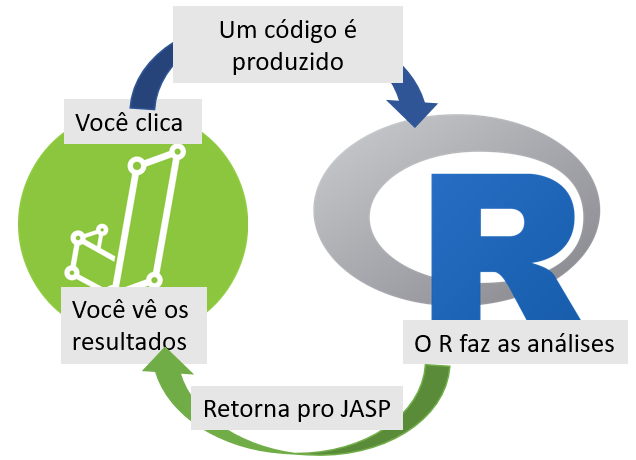 Um código é
produzido
Você clica
R
O R faz as análises
Retorna pro JASP
Você vê os
resultados